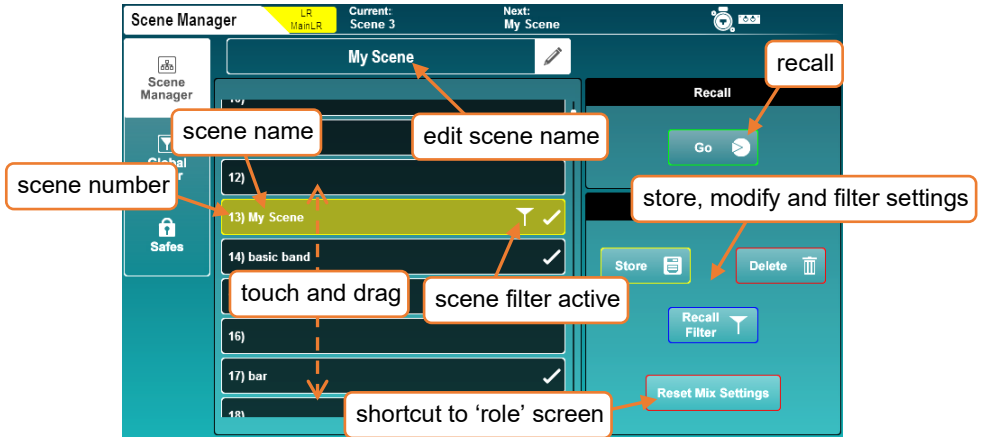 Scene Manager
LR
MainLR
Current:
Scene 3
Next:
My Scene
Scene
Manager
My Scene
Recall
recall
scene name
edit scene name
Go
scene number
12)
store, modify and filter settings
13) My Scene
Safes
14) basic band
Store
Delete
touch and drag
scene filter active
Recall
Filter
16)
17) bar
Reset Mix Settings
18)
shortcut to ‘role’ screen